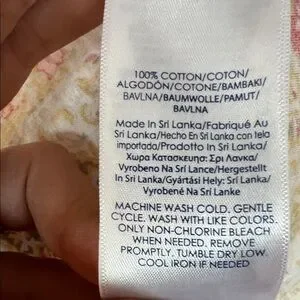 100% COTTON/COTON/
ALGODÓN/COTONE/BAMBAKI/
BAVLNA/BAUMWOLLE/PAMUT/
BAVLNA
Made In Sri Lanka/Fabriqué Au
Sri Lanka/Hecho En Sri Lanka con tela
importada/Prodotto In Sri Lanka/
Χωρα Κατασκευησ: Σρι Λανκα/
Vyrobeno Na Sri Lance/Hergestellt
In Sri Lanka/Gyártási Hely: Sri Lanka/
Vyrobené Na Srí Lanke
MACHINE WASH COLD, GENTLE
CYCLE. WASH WITH LIKE COLORS.
ONLY NON-CHLORINE BLEACH
WHEN NEEDED. REMOVE
PROMPTLY. TUMBLE DRY LOW.
COOL IRON IF NEEDED